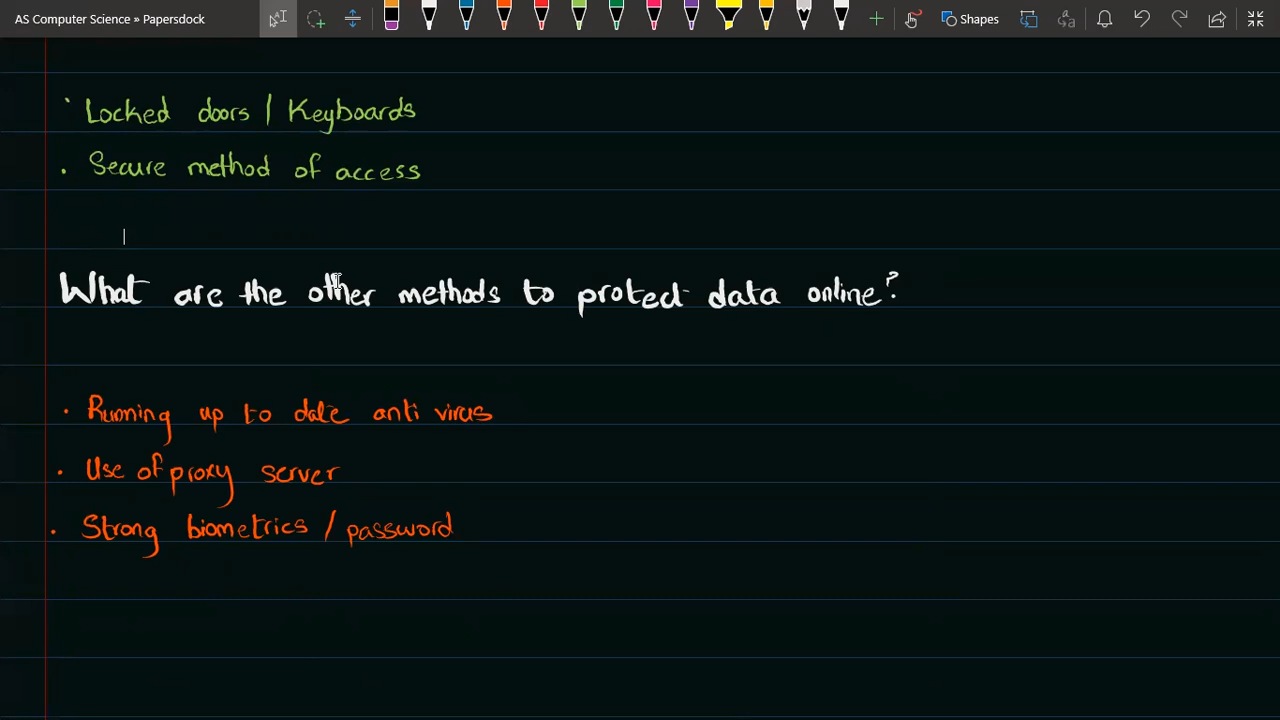 AS Computer Science » Papersdock
Shapes
Locked doors / Keyboards
• Secure method of access
What are the other methods to protect data online?
• Running up to date anti virus
• Use of proxy server
• Strong biometrics / password